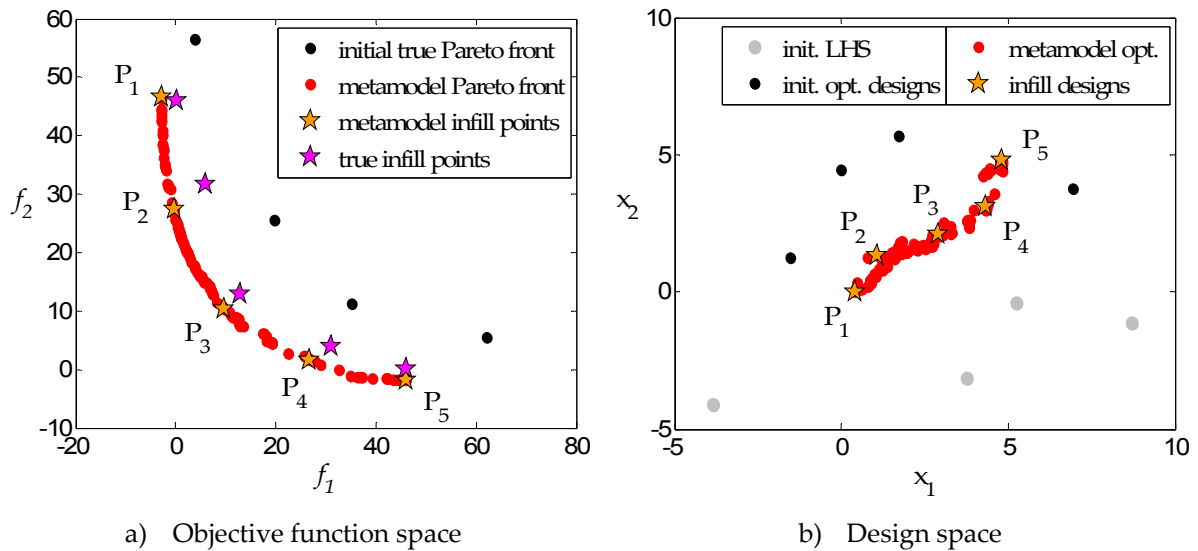 60
50
40
30
20
10
0
-10
-20
0
20
40
60
80
f2
f1
initial true Pareto front
metamodel Pareto front
metamodel infill points
true infill points
P1
P2
P3
P4
P5
a) Objective function space
10
5
0
-5
-5
0
5
10
x2
x1
init. LHS
init. opt. designs
metamodel opt.
infill designs
P5
P3
P2
P4
P1
b) Design space